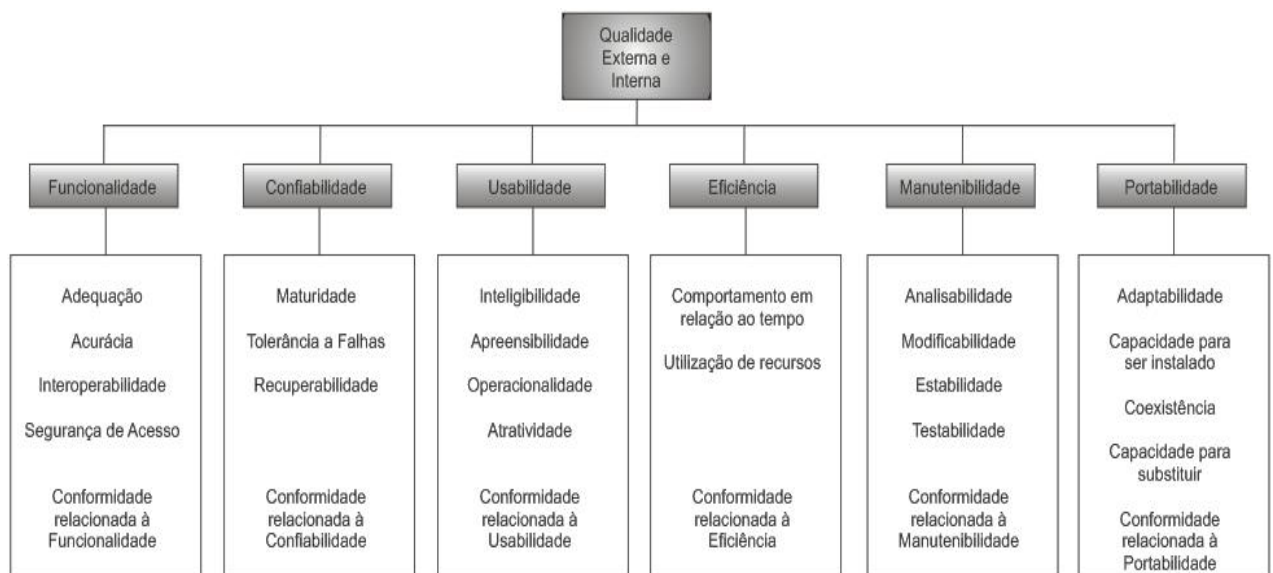 Qualidade
Externa e
Interna
Funcionalidade
Confiabilidade
Usabilidade
Eficiência
Manutenibilidade
Portabilidade
Adequação
Acurácia
Interoperabilidade
Segurança de Acesso
Conformidade
relacionada à
Funcionalidade
Maturidade
Tolerância a Falhas
Recuperabilidade
Conformidade
relacionada à
Confiabilidade
Inteligibilidade
Apreensibilidade
Operacionalidade
Atratividade
Conformidade
relacionada à
Usabilidade
Comportamento em
relação ao tempo
Utilização de recursos
Conformidade
relacionada à
Eficiência
Analisabilidade
Modificabilidade
Estabilidade
Testabilidade
Conformidade
relacionada à
Manutenibilidade
Adaptabilidade
Capacidade para
ser instalado
Coexistência
Capacidade para
substituir
Conformidade
relacionada à
Portabilidade